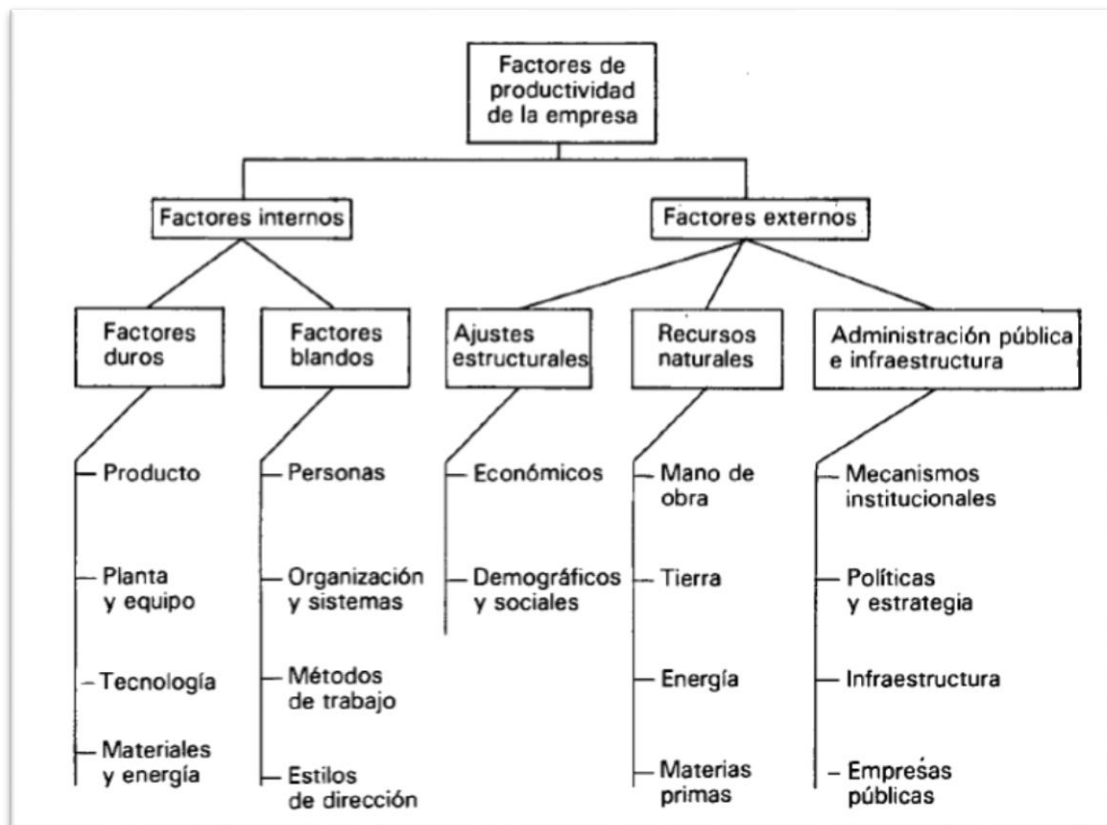 Factores de
productividad
de la empresa
Factores internos
Factores externos
Factores
duros
Factores
blandos
Ajustes
estructurales
Recursos
naturales
Administración pública
e infraestructura
Producto
Planta
y equipo
Tecnología
Materiales
y energía
Personas
Organización
y sistemas
Métodos
de trabajo
Estilos
de dirección
Económicos
Demográficos
y sociales
Mano de
obra
Tierra
Energía
Materias
primas
Mecanismos
institucionales
Políticas
y estrategia
Infraestructura
Empresas
públicas